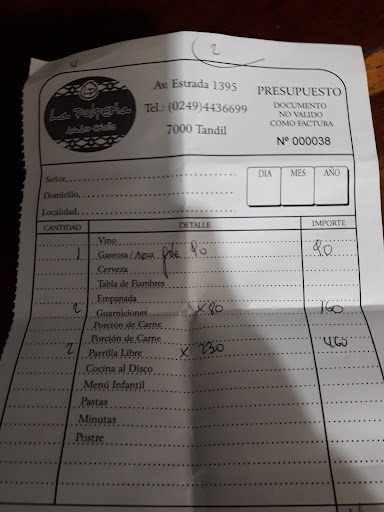 2
La Pulpería
Av. Estrada 1395
Tel.: (0249)4436699
7000 Tandil
PRESUPUESTO
DOCUMENTO
NO VALIDO
COMO FACTURA
Nº 000038
Señor
Domicilio
Localidad
DIA MES AÑO
CANTIDAD DETALLE IMPORTE
Vino
1 Gaseosa / Agua gde 80 80
Cerveza
Tabla de Fiambres
Empanada
2 Guarniciones x 80 160
Porción de Carne
Porción de Carne
2 Parrilla Libre x 230 460
Cocina al Disco
Menú Infantil
Pastas
Minutas
Postre